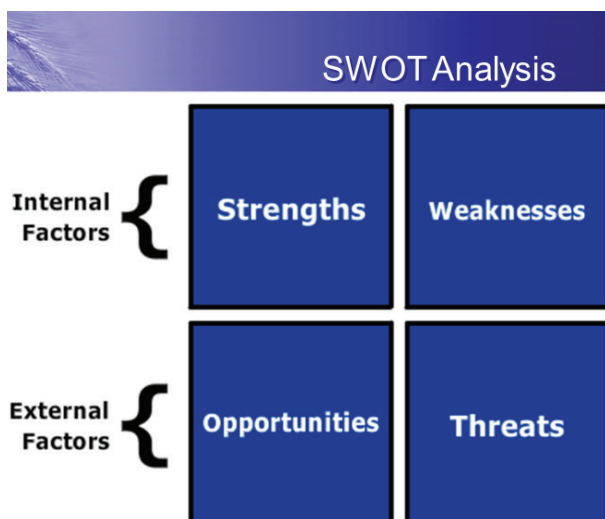 SWOT Analysis
Internal
Factors
Strengths
Weaknesses
External
Factors
Opportunities
Threats